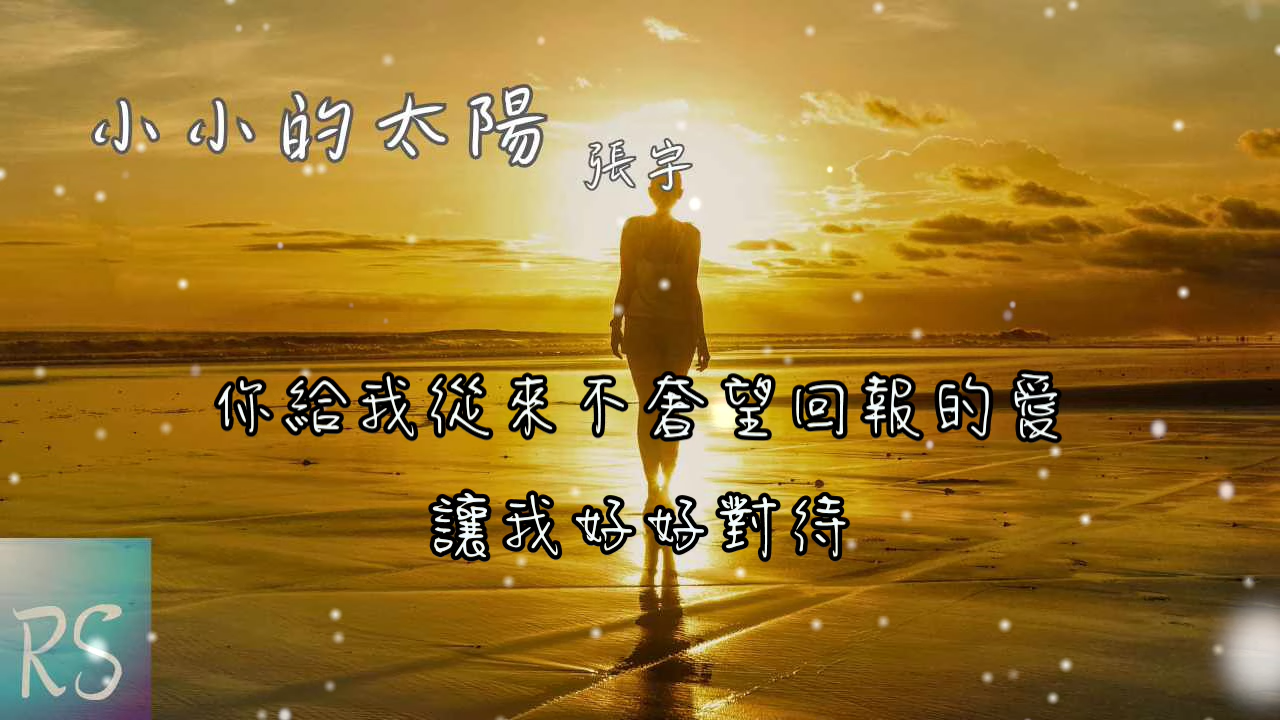 小小的太陽
張宇
你給我從來不奢望回報的愛
讓我好好對待
RS